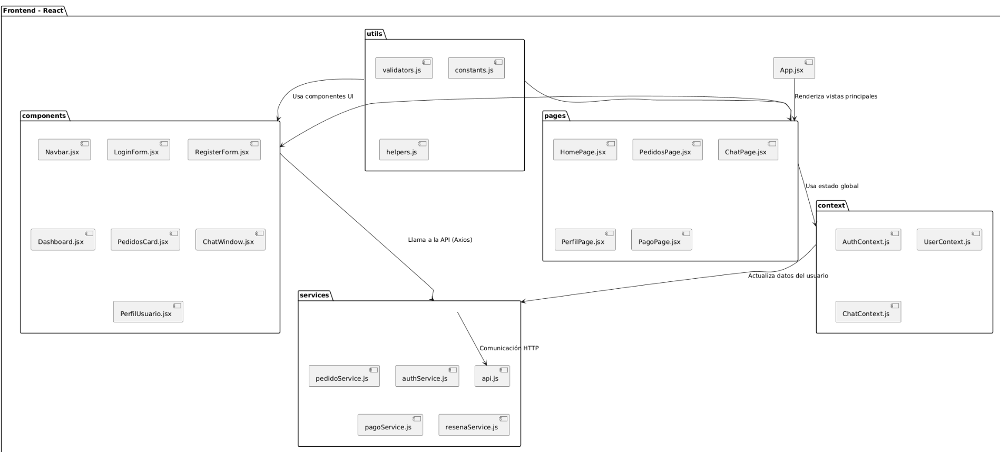 Frontend - React
utils
validators.js
constants.js
App.jsx
Usa componentes UI
Renderiza vistas principales
components
pages
Navbar.jsx
LoginForm.jsx
RegisterForm.jsx
helpers.js
HomePage.jsx
PedidosPage.jsx
ChatPage.jsx
Usa estado global
context
Dashboard.jsx
PedidosCard.jsx
ChatWindow.jsx
Llama a la API (Axios)
PerfilPage.jsx
PagoPage.jsx
AuthContext.js
UserContext.js
Actualiza datos del usuario
services
PerfilUsuario.jsx
ChatContext.js
Comunicación HTTP
pedidoService.js
authService.js
api.js
pagoService.js
resenaService.js